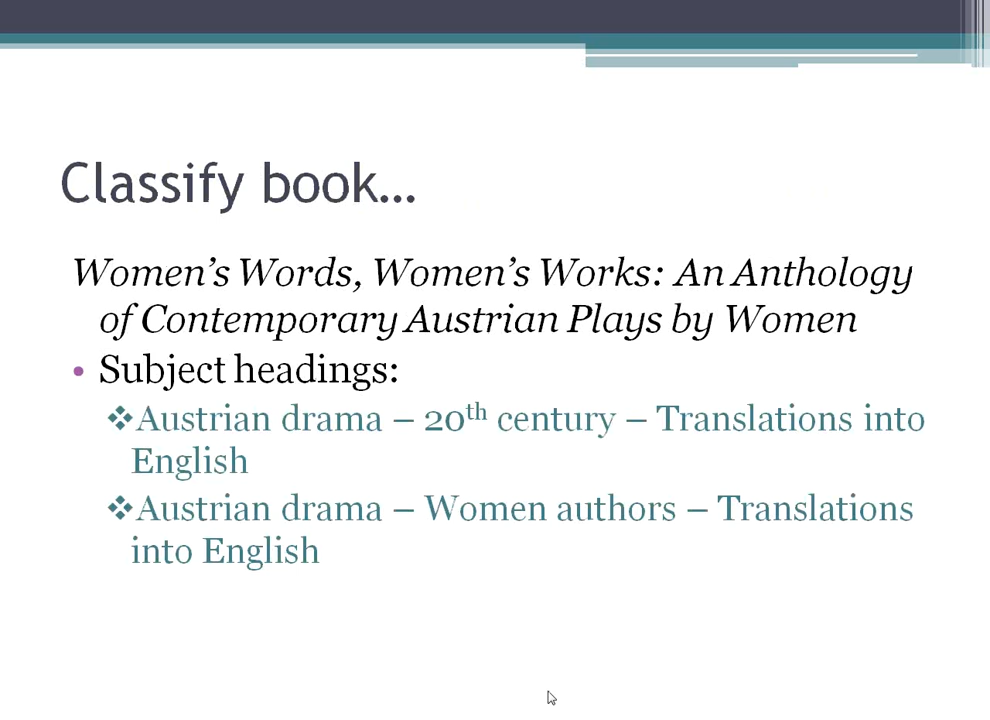 Classify book…
Women’s Words, Women’s Works: An Anthology
of Contemporary Austrian Plays by Women
• Subject headings:
❖Austrian drama – 20th century – Translations into
English
❖Austrian drama – Women authors – Translations
into English